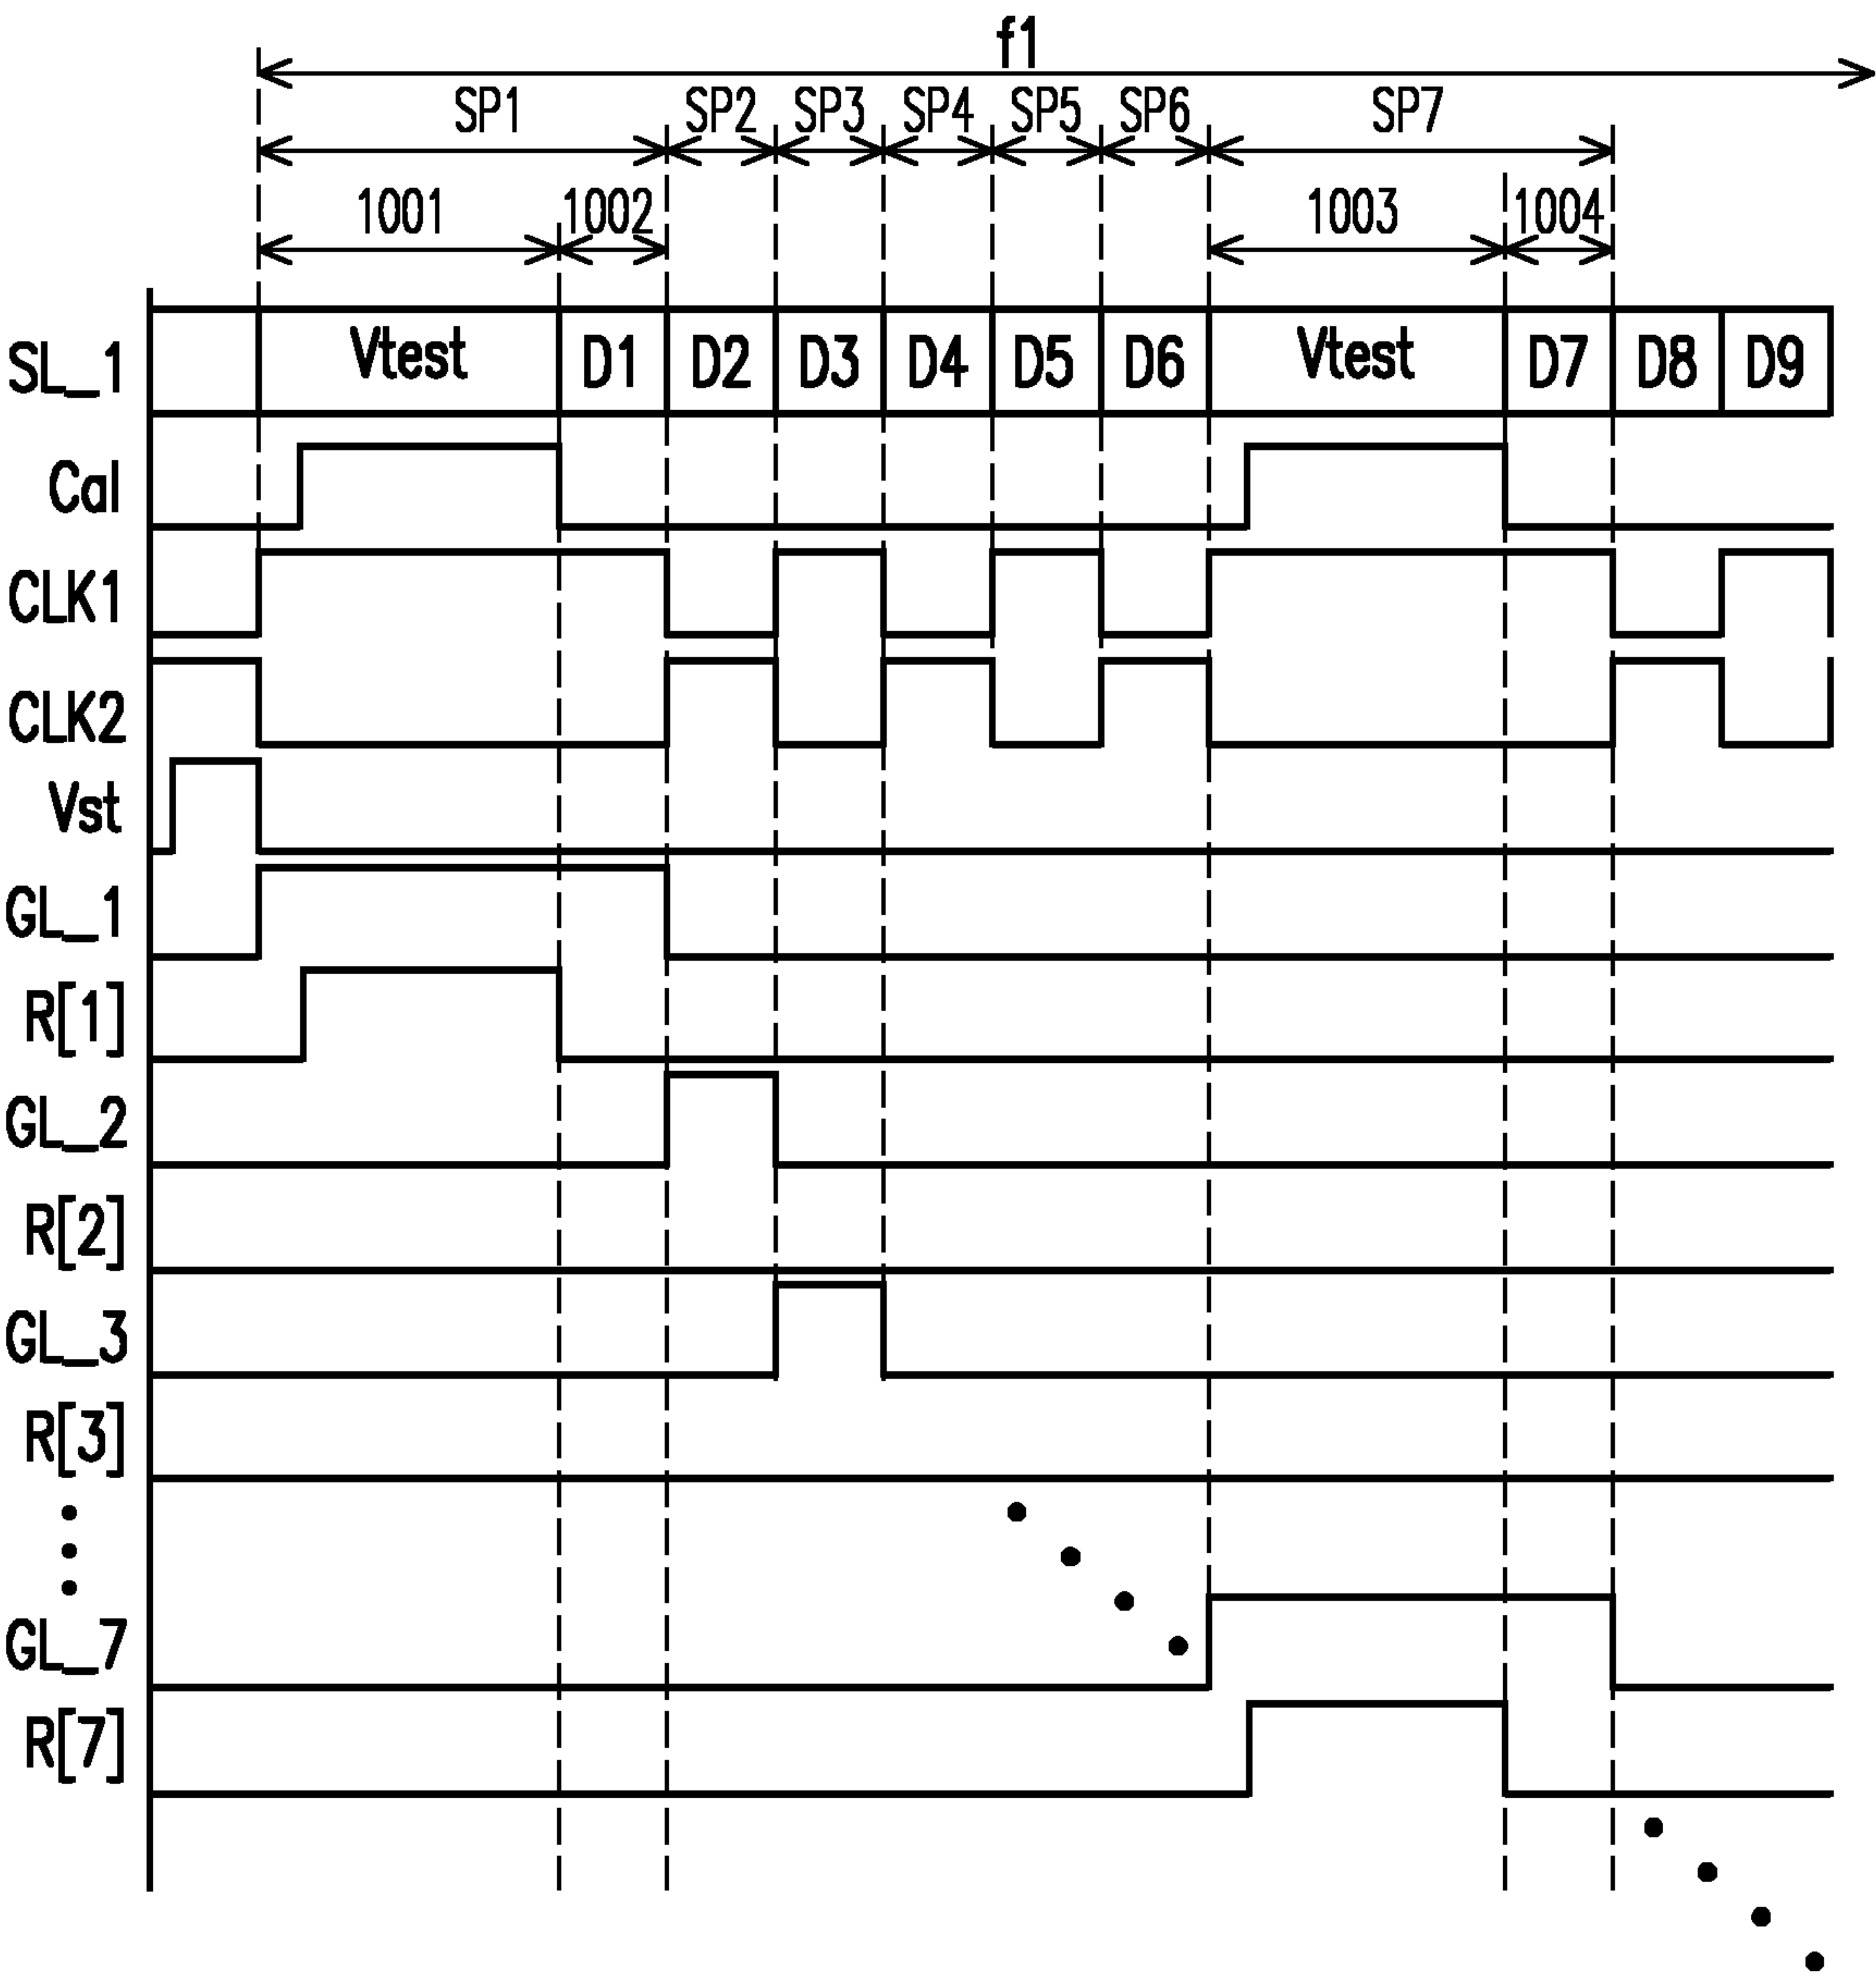 f1
SP1 SP2 SP3 SP4 SP5 SP6 SP7
1001 1002 1003 1004
SL_1 Vtest D1 D2 D3 D4 D5 D6 Vtest D7 D8 D9
Cal
CLK1
CLK2
Vst
GL_1
R[1]
GL_2
R[2]
GL_3
R[3]
GL_7
R[7]